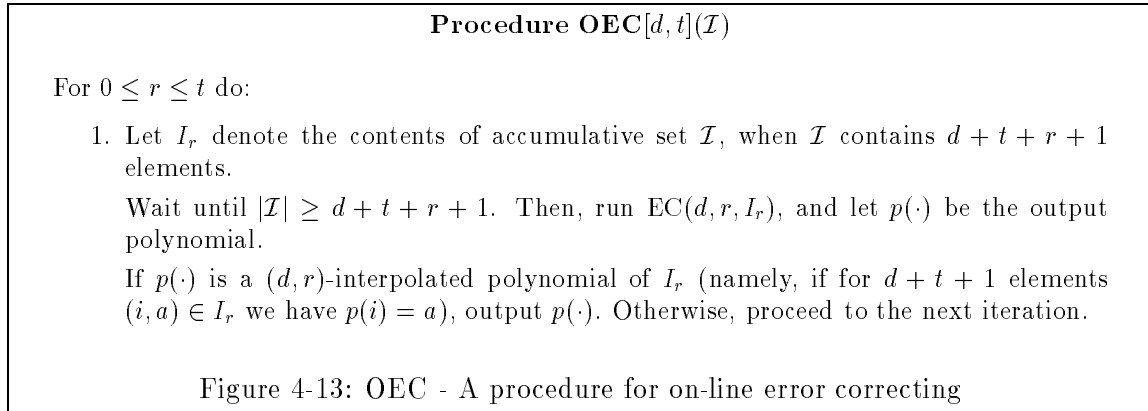 Procedure OEC[d, t](ℐ)
For 0 ≤ r ≤ t do:
1. Let I_r denote the contents of accumulative set ℐ, when ℐ contains d + t + r + 1
elements.
Wait until |ℐ| ≥ d + t + r + 1. Then, run EC(d, r, I_r), and let p(·) be the output
polynomial.
If p(·) is a (d, r)-interpolated polynomial of I_r (namely, if for d + t + 1 elements
(i, a) ∈ I_r we have p(i) = a), output p(·). Otherwise, proceed to the next iteration.
Figure 4-13: OEC - A procedure for on-line error correcting